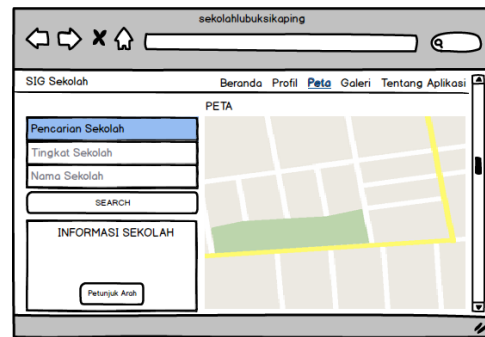 sekolahlubuksikaping
SIG Sekolah
Beranda Profil Peta Galeri Tentang Aplikasi
PETA
Pencarian Sekolah
Tingkat Sekolah
Nama Sekolah
SEARCH
INFORMASI SEKOLAH
Petunjuk Arah